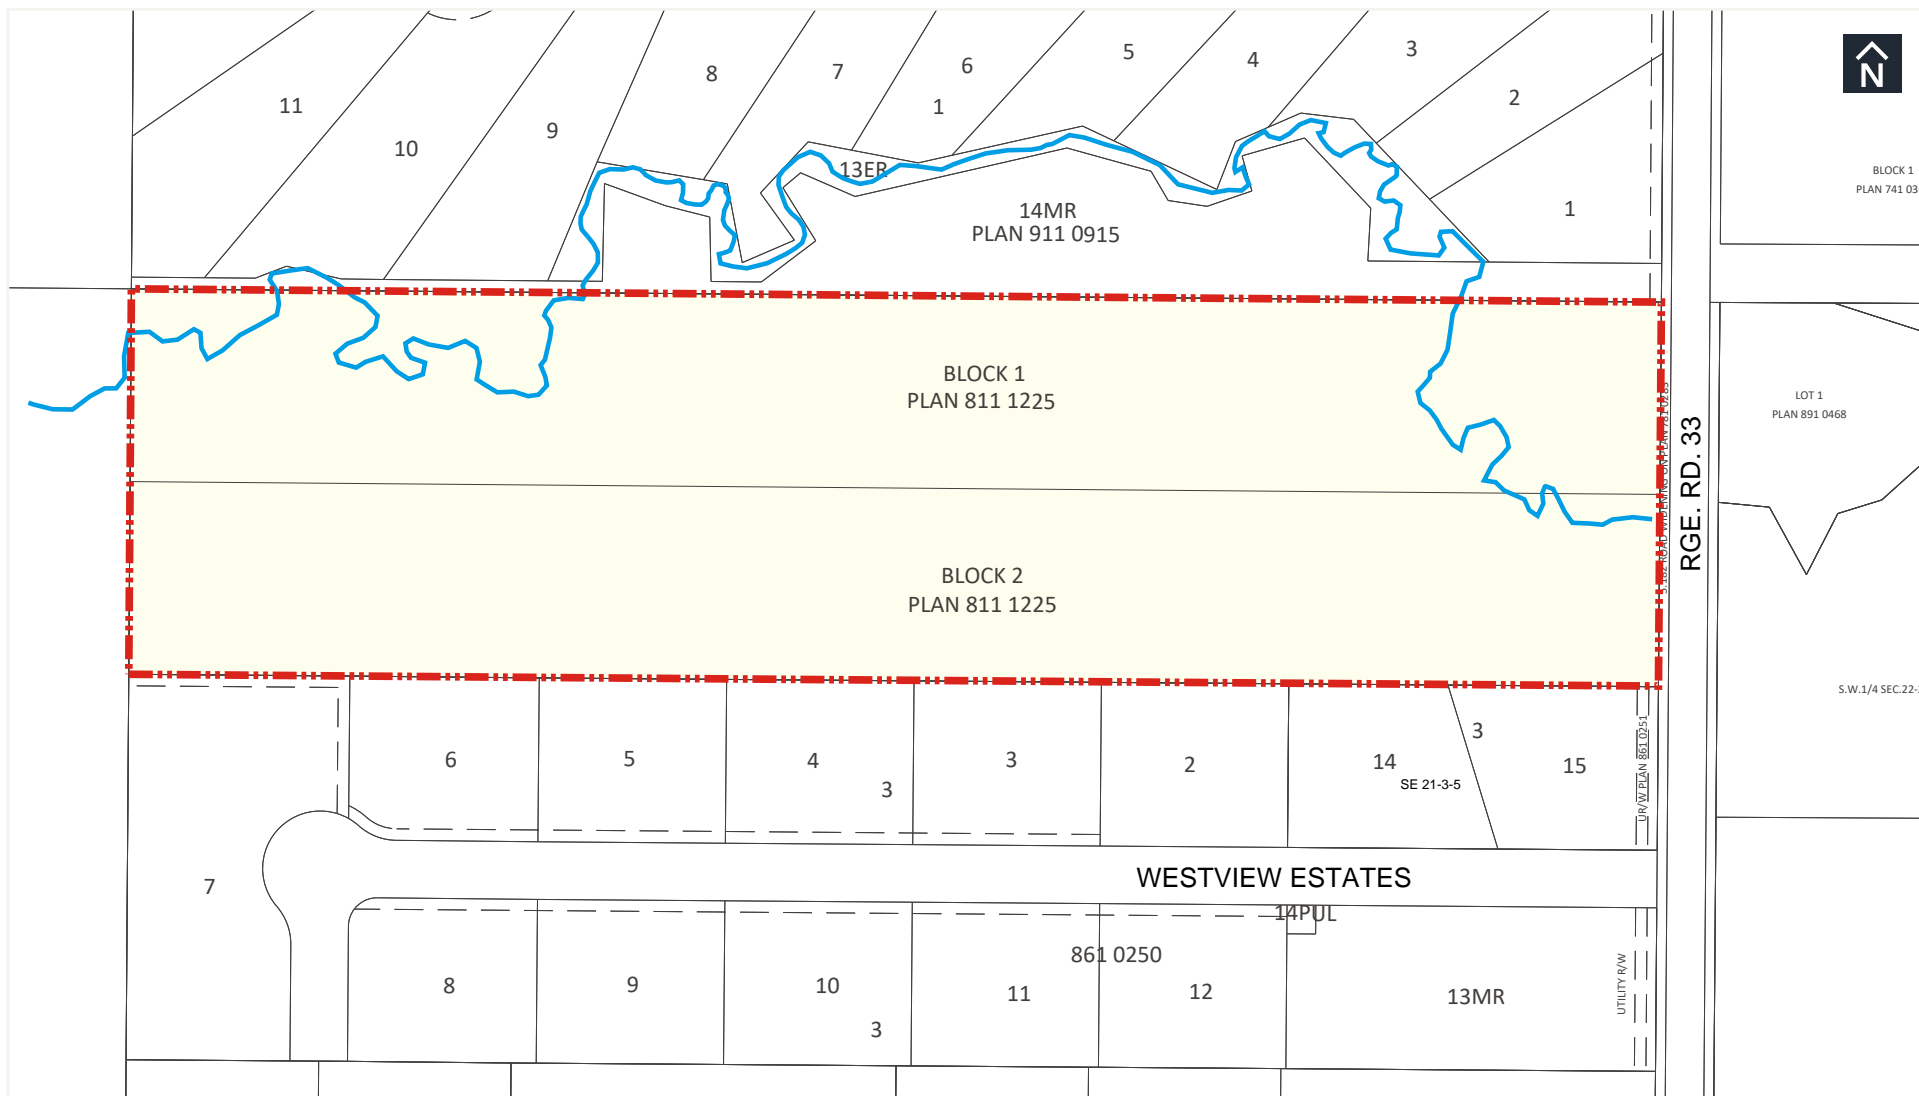 N
3
5
4
6
7
8
2
11
1
9
10
13ER
BLOCK 1
PLAN 741 03
14MR
PLAN 911 0915
1
BLOCK 1
PLAN 811 1225
LOT 1
PLAN 891 0468
RGE. RD. 33
BLOCK 2
PLAN 811 1225
S.W.1/4 SEC.22-
UR/W PLAN 861 0251
6
5
4
3
3
2
14
SE 21-3-5
3
15
WESTVIEW ESTATES
7
14PUL
861 0250
8
9
10
3
11
12
13MR
UTILITY R/W